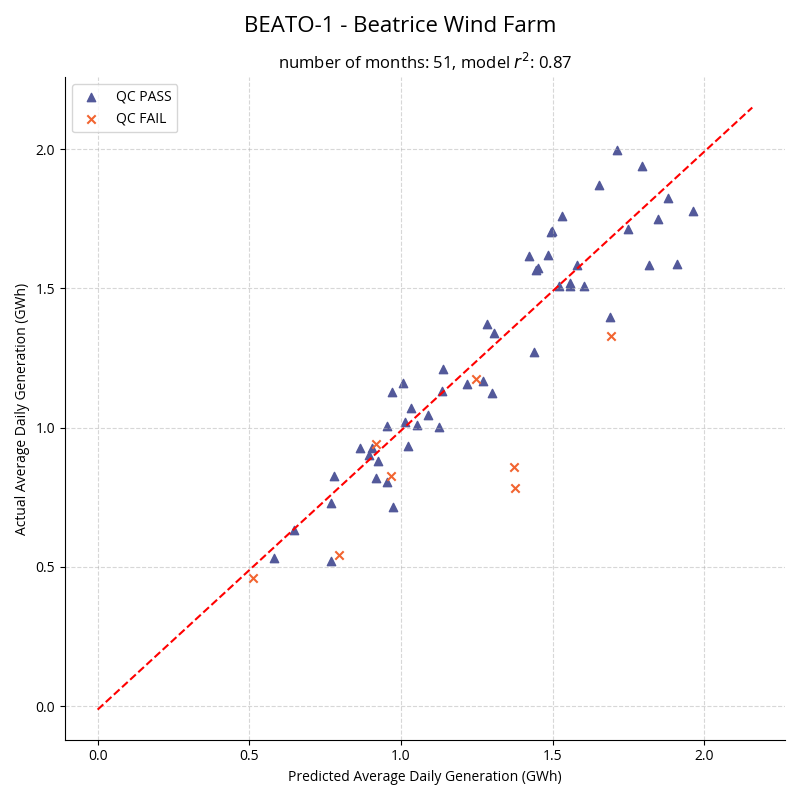 BEATO-1 - Beatrice Wind Farm
number of months: 51, model r²: 0.87
QC PASS
QC FAIL
2.0
1.5
1.0
0.5
0.0
Actual Average Daily Generation (GWh)
0.0 0.5 1.0 1.5 2.0
Predicted Average Daily Generation (GWh)